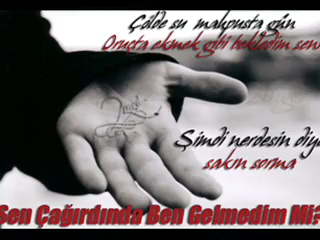 Çölde su mahpusta gün
Oruçta ekmek gibi bekledim seni
Şimdi nerdesin diye
sakın sorma
Sen Çağırdında Ben Gelmedim Mi?